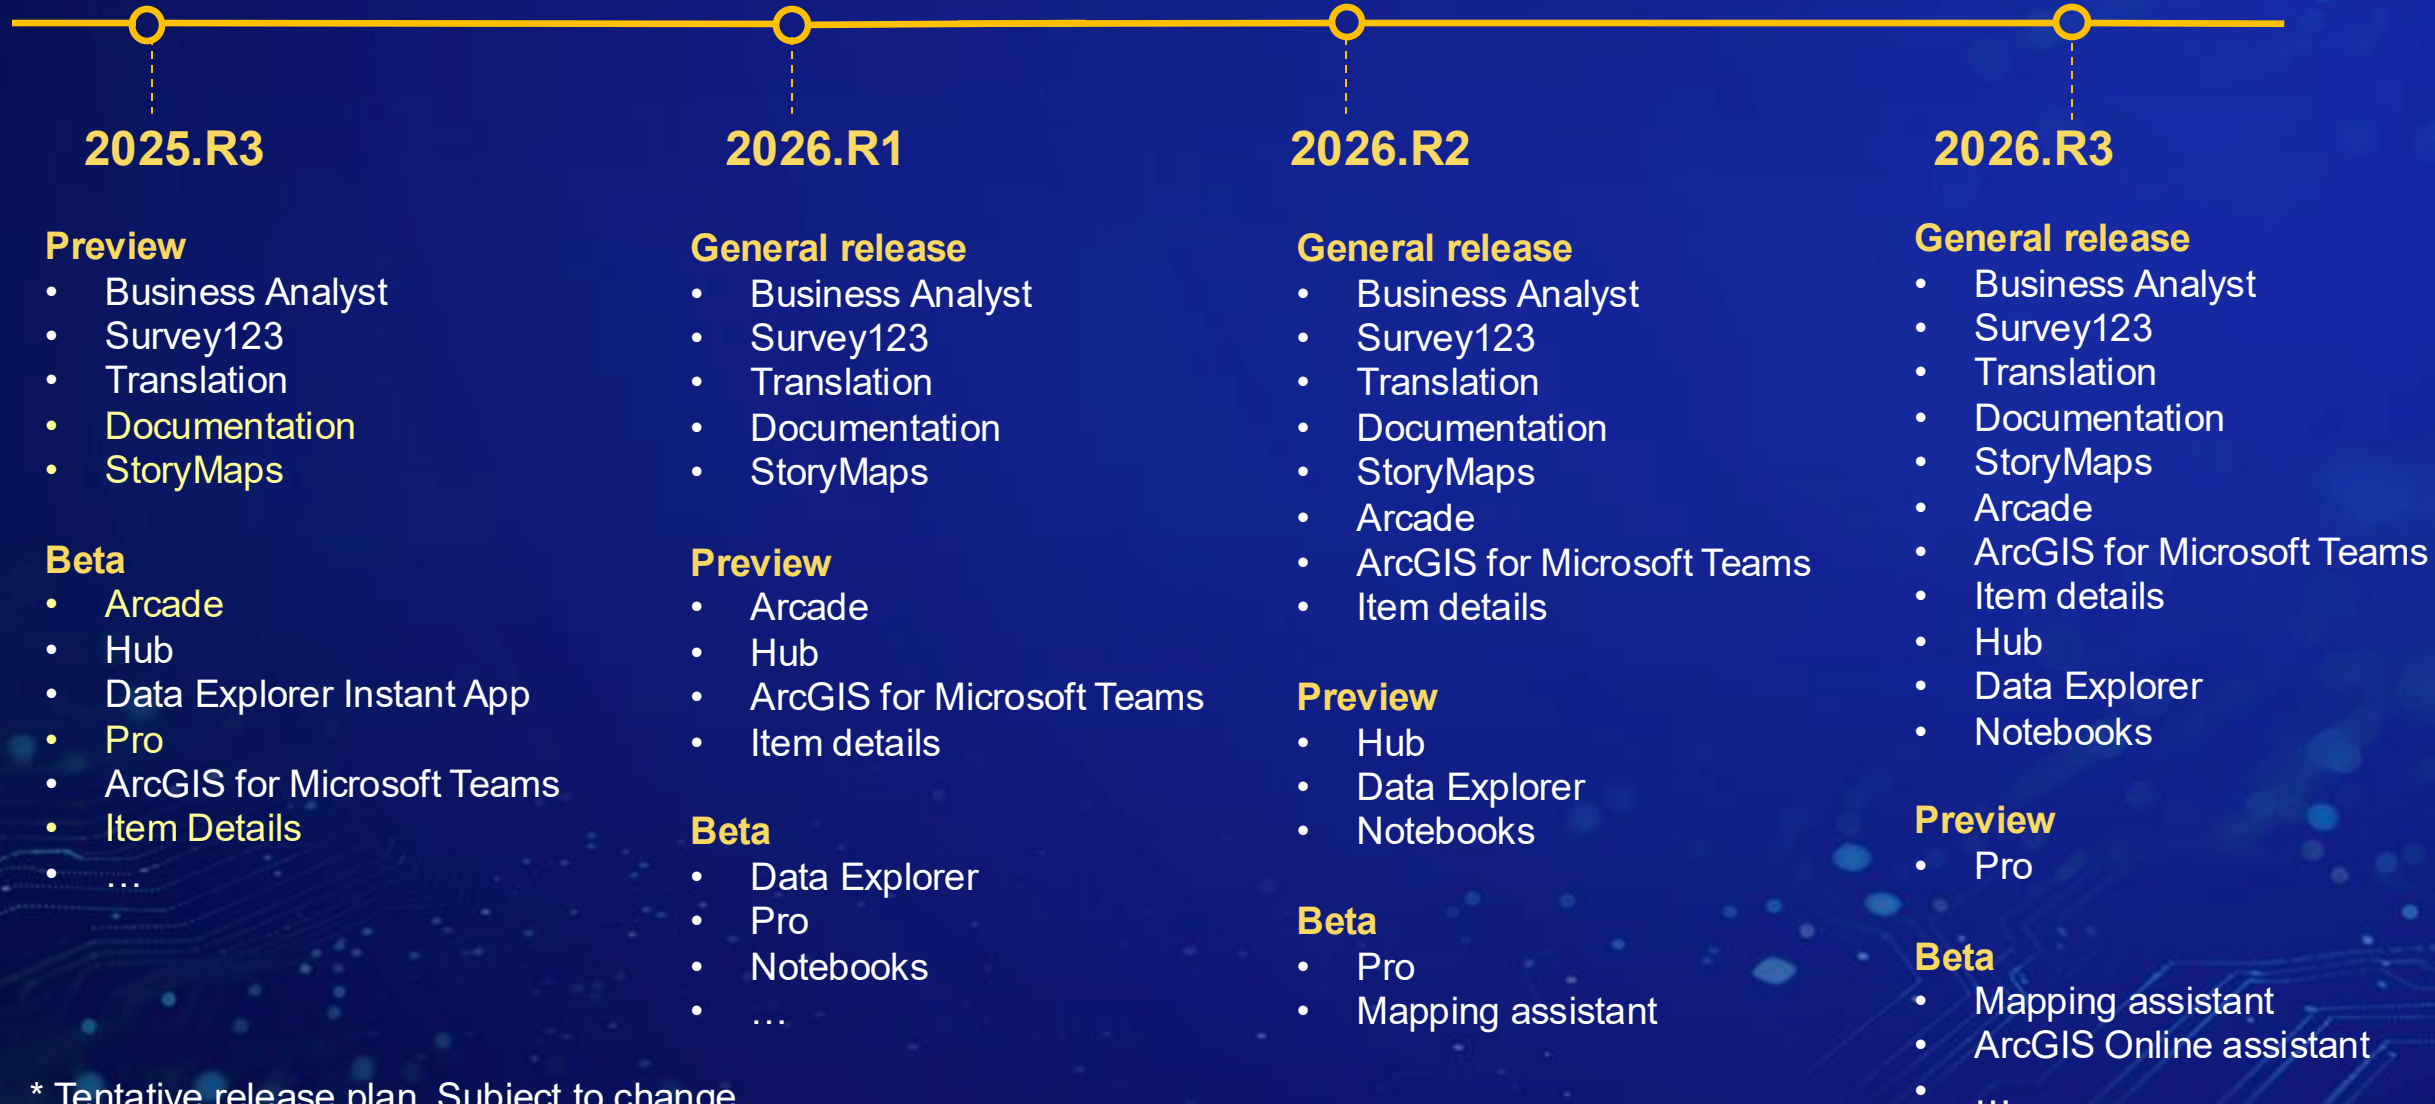 2025.R3
Preview
• Business Analyst
• Survey123
• Translation
• Documentation
• StoryMaps
Beta
• Arcade
• Hub
• Data Explorer Instant App
• Pro
• ArcGIS for Microsoft Teams
• Item Details
• …
2026.R1
General release
• Business Analyst
• Survey123
• Translation
• Documentation
• StoryMaps
Preview
• Arcade
• Hub
• ArcGIS for Microsoft Teams
• Item details
Beta
• Data Explorer
• Pro
• Notebooks
• …
2026.R2
General release
• Business Analyst
• Survey123
• Translation
• Documentation
• StoryMaps
• Arcade
• ArcGIS for Microsoft Teams
• Item details
Preview
• Hub
• Data Explorer
• Notebooks
Beta
• Pro
• Mapping assistant
2026.R3
General release
• Business Analyst
• Survey123
• Translation
• Documentation
• StoryMaps
• Arcade
• ArcGIS for Microsoft Teams
• Item details
• Hub
• Data Explorer
• Notebooks
Preview
• Pro
Beta
• Mapping assistant
• ArcGIS Online assistant
• …
* Tentative release plan. Subject to change